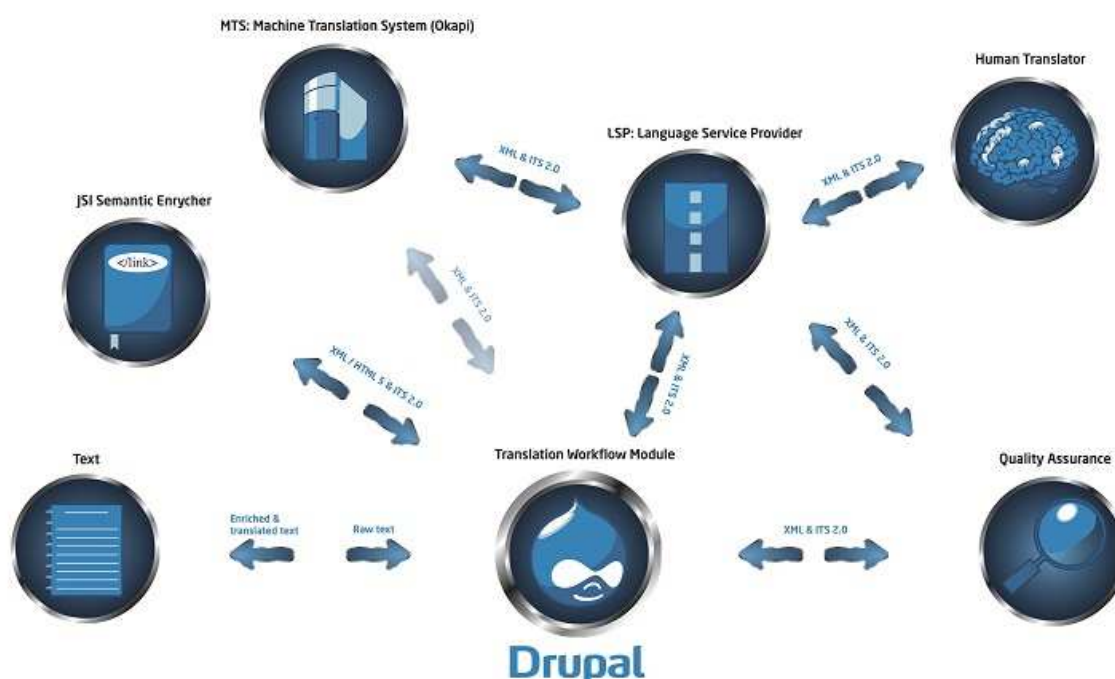 MTS: Machine Translation System (Okapi)
Human Translator
LSP: Language Service Provider
XML & ITS 2.0
XML & ITS 2.0
JSI Semantic Enrycher
</link>
XML & ITS 2.0
XML / HTML 5 & ITS 2.0
XML & ITS 2.0
XML & ITS 2.0
Text
Translation Workflow Module
Quality Assurance
Enriched &
translated text
Raw text
XML & ITS 2.0
Drupal